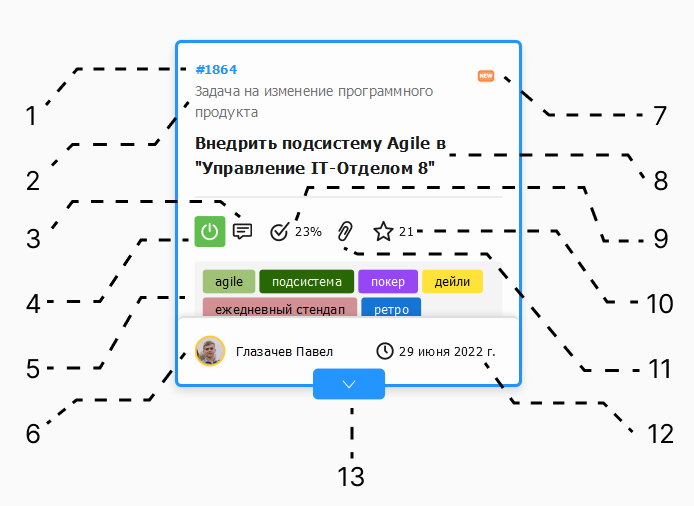 #1864
NEW
Задача на изменение программного
продукта
Внедрить подсистему Agile в
"Управление IT-Отделом 8"
23%
21
agile
подсистема
покер
дейли
ежедневный стендап
ретро
Глазачев Павел
29 июня 2022 г.
1
2
3
4
5
6
7
8
9
10
11
12
13